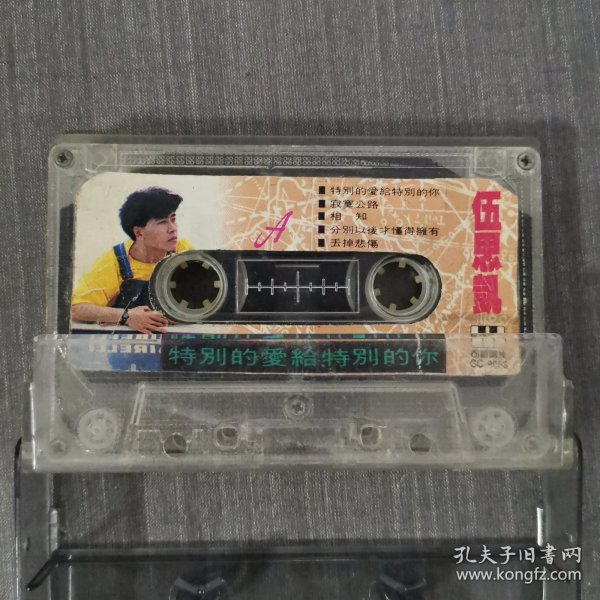 ■ 特別的愛給特別的你
■ 寂寞公路
■ 相 知
■ 分別以後才懂得擁有
■ 丟掉悲傷
A
伍思凱
特別的愛給特別的你
孔夫子旧書网
www.kongfz.com